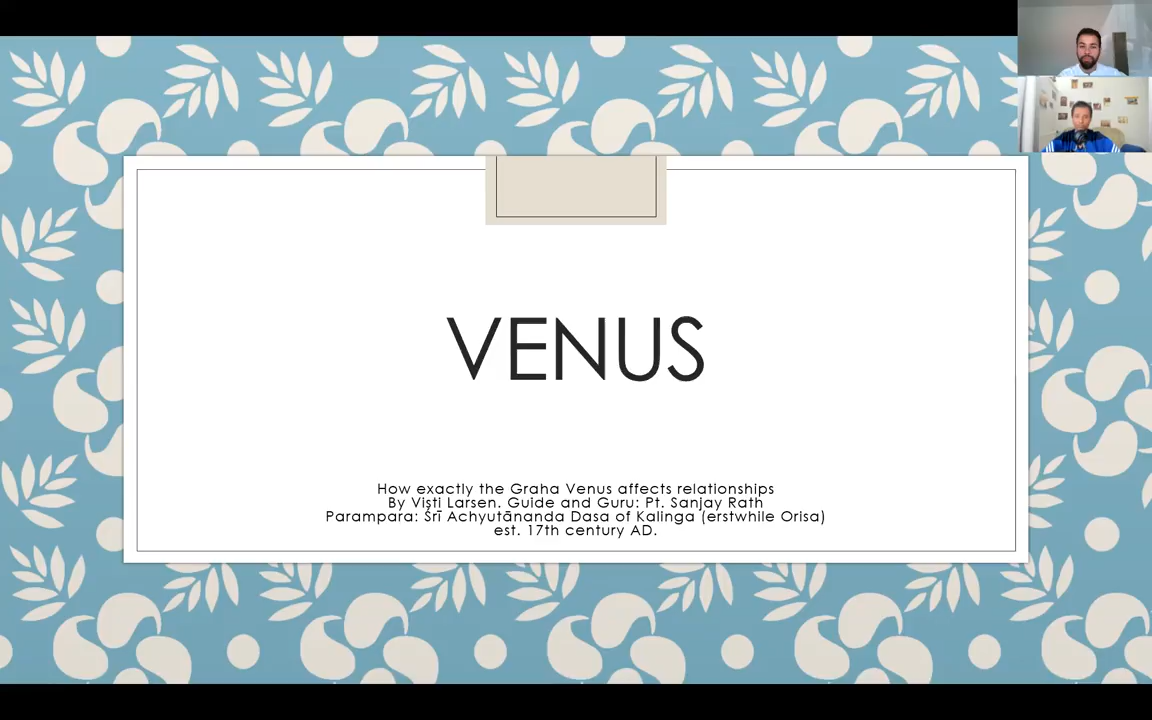 VENUS
How exactly the Graha Venus affects relationships
By Viṣṭi Larsen. Guide and Guru: Pt. Sanjay Rath
Parampara: Śrī Achyutānanda Dasa of Kalinga (erstwhile Orisa)
est. 17th century AD.